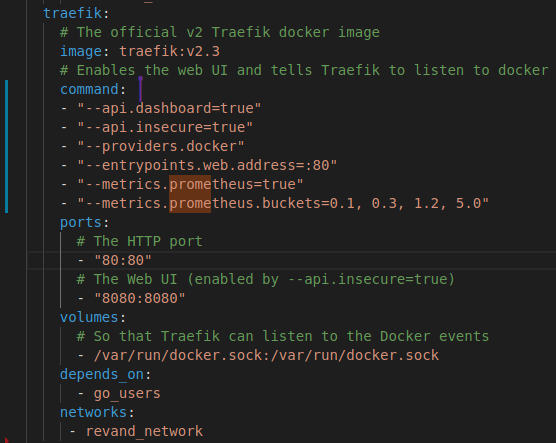 traefik:
# The official v2 Traefik docker image
image: traefik:v2.3
# Enables the web UI and tells Traefik to listen to docker
command:
- "--api.dashboard=true"
- "--api.insecure=true"
- "--providers.docker"
- "--entrypoints.web.address=:80"
- "--metrics.prometheus=true"
- "--metrics.prometheus.buckets=0.1, 0.3, 1.2, 5.0"
ports:
# The HTTP port
- "80:80"
# The Web UI (enabled by --api.insecure=true)
- "8080:8080"
volumes:
# So that Traefik can listen to the Docker events
- /var/run/docker.sock:/var/run/docker.sock
depends_on:
- go_users
networks:
- revand_network